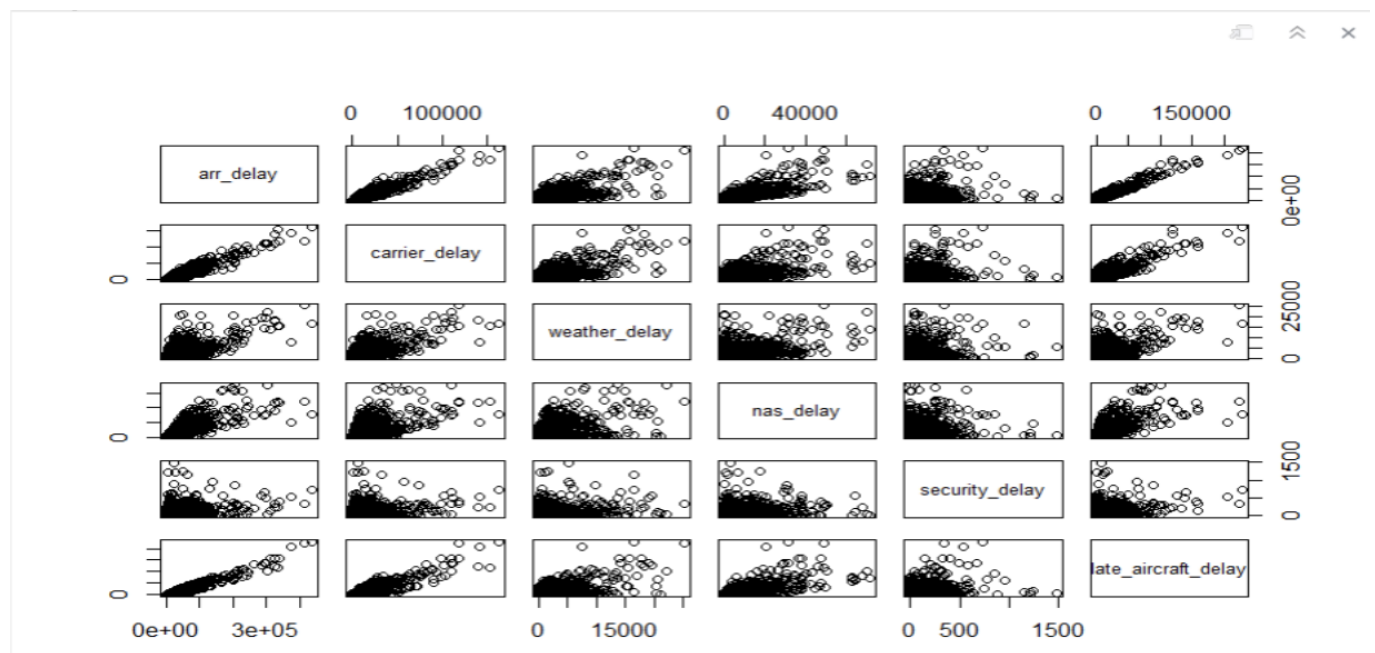 0 100000 0 40000 0 150000
arr_delay
0e+00
carrier_delay
0
weather_delay
0 25000
nas_delay
0
security_delay
0 1500
late_aircraft_delay
0
0e+00 3e+05 0 15000 0 500 1500